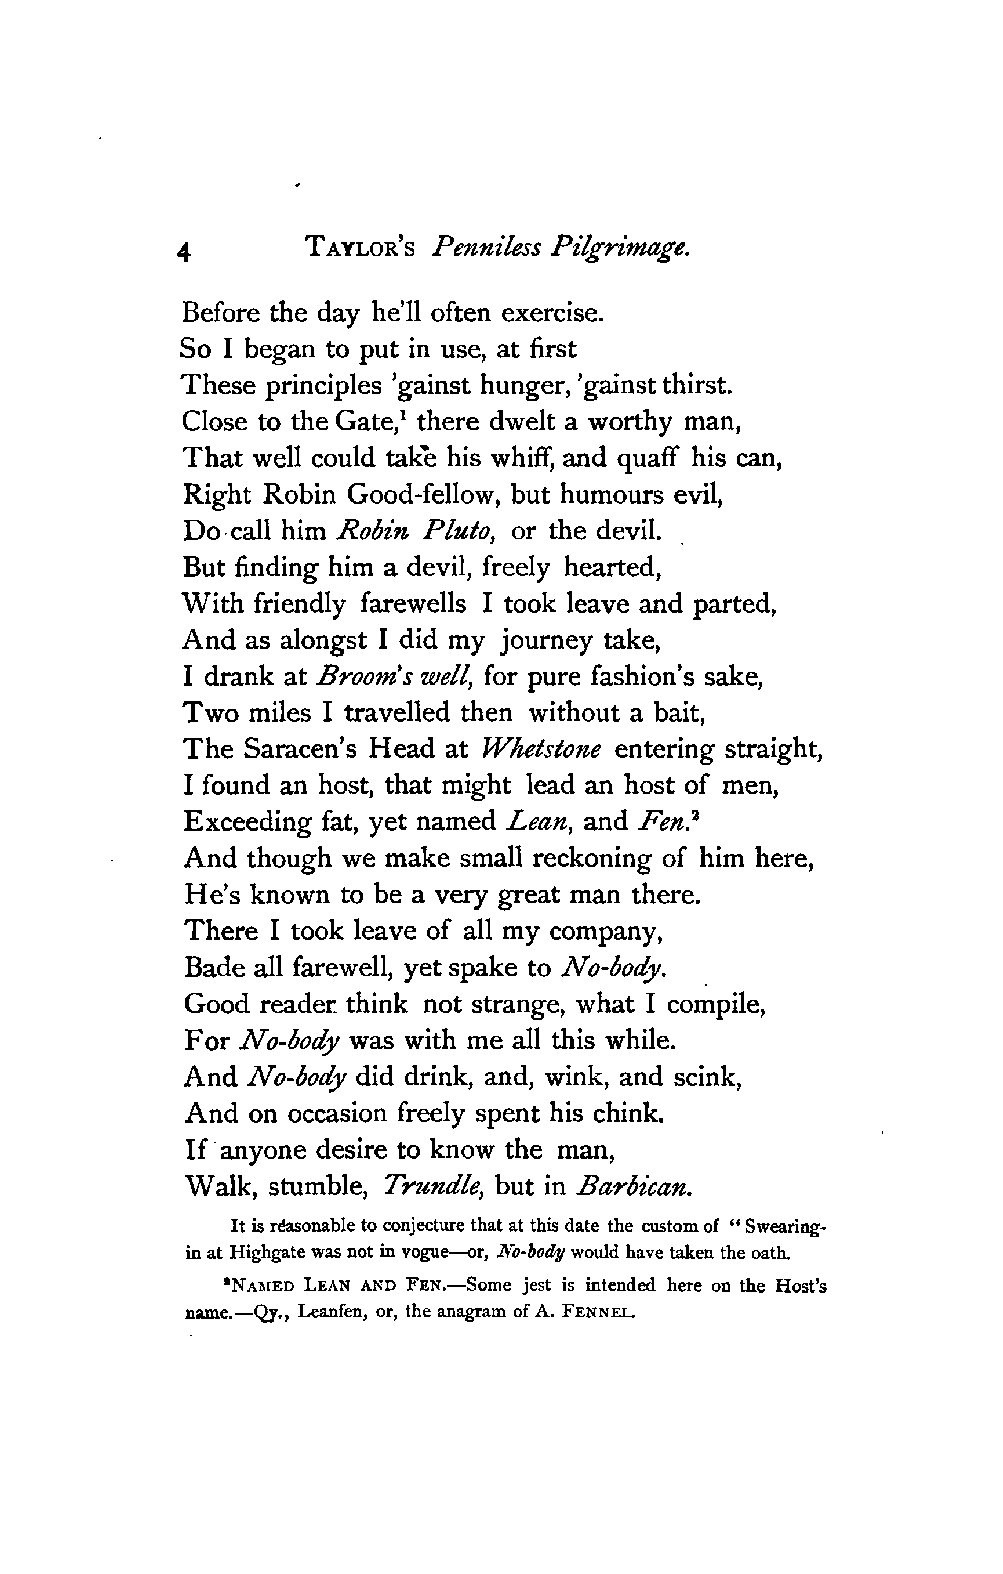 4 TAYLOR'S Penniless Pilgrimage.
Before the day he'll often exercise.
So I began to put in use, at first
These principles 'gainst hunger, 'gainst thirst.
Close to the Gate,¹ there dwelt a worthy man,
That well could take his whiff, and quaff his can,
Right Robin Good-fellow, but humours evil,
Do call him Robin Pluto, or the devil.
But finding him a devil, freely hearted,
With friendly farewells I took leave and parted,
And as alongst I did my journey take,
I drank at Broom's well, for pure fashion's sake,
Two miles I travelled then without a bait,
The Saracen's Head at Whetstone entering straight,
I found an host, that might lead an host of men,
Exceeding fat, yet named Lean, and Fen.²
And though we make small reckoning of him here,
He's known to be a very great man there.
There I took leave of all my company,
Bade all farewell, yet spake to No-body.
Good reader think not strange, what I compile,
For No-body was with me all this while.
And No-body did drink, and, wink, and scink,
And on occasion freely spent his chink.
If anyone desire to know the man,
Walk, stumble, Trundle, but in Barbican.
It is reasonable to conjecture that at this date the custom of "Swearing-
in at Highgate was not in vogue—or, No-body would have taken the oath.
²NAMED LEAN AND FEN.—Some jest is intended here on the Host's
name.—Qy., Leanfen, or, the anagram of A. FENNEL.